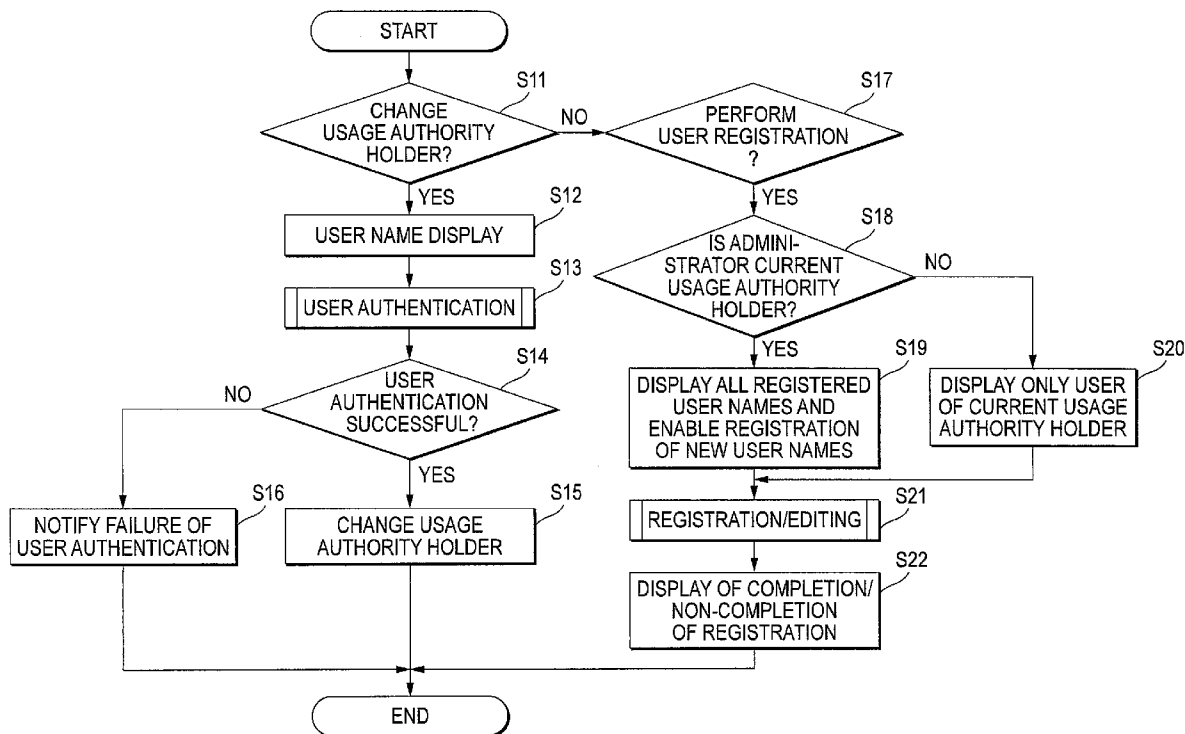 START
S11
CHANGE
USAGE AUTHORITY
HOLDER?
NO
YES
S17
PERFORM
USER REGISTRATION
?
YES
S12
USER NAME DISPLAY
S13
USER AUTHENTICATION
S18
IS ADMINI-
STRATOR CURRENT
USAGE AUTHORITY
HOLDER?
NO
YES
S14
USER
AUTHENTICATION
SUCCESSFUL?
NO
YES
S19
DISPLAY ALL REGISTERED
USER NAMES AND
ENABLE REGISTRATION
OF NEW USER NAMES
S20
DISPLAY ONLY USER
OF CURRENT USAGE
AUTHORITY HOLDER
S16
NOTIFY FAILURE OF
USER AUTHENTICATION
S15
CHANGE USAGE
AUTHORITY HOLDER
S21
REGISTRATION/EDITING
S22
DISPLAY OF COMPLETION/
NON-COMPLETION
OF REGISTRATION
END